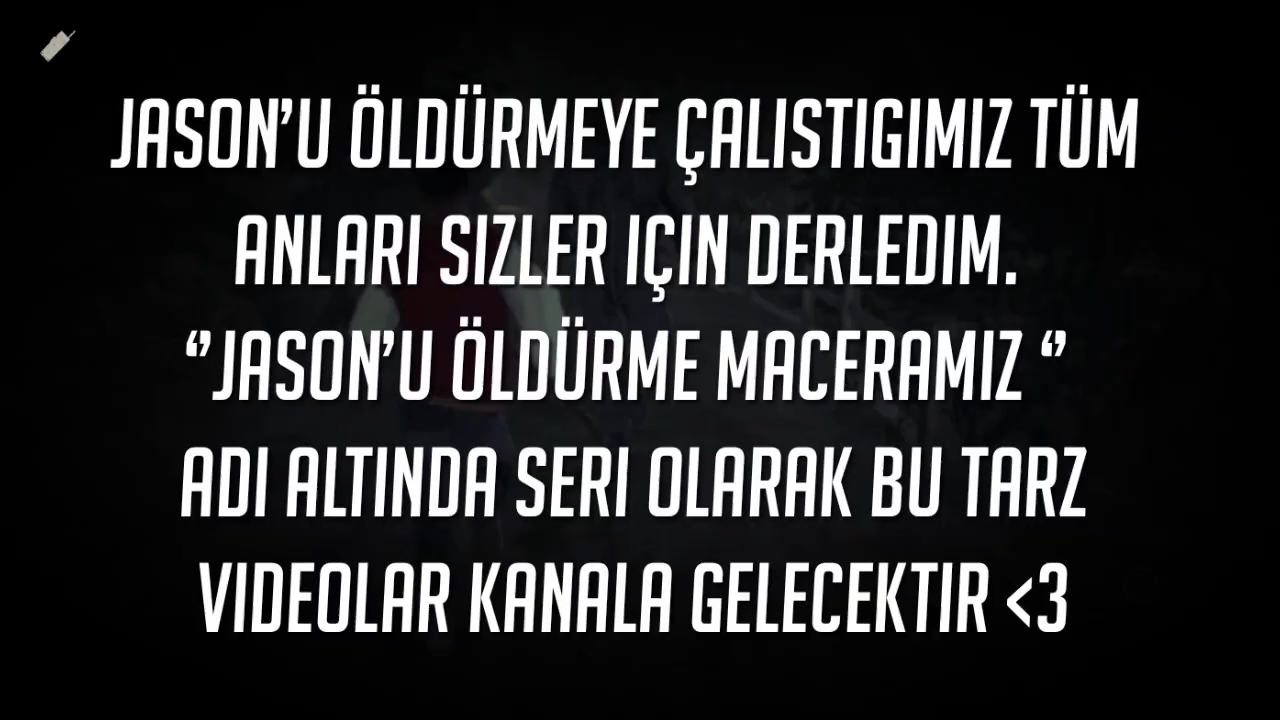 JASON’U ÖLDÜRMEYE ÇALISTIGIMIZ TÜM
ANLARI SIZLER IÇIN DERLEDIM.
‘’JASON’U ÖLDÜRME MACERAMIZ ‘’
ADI ALTINDA SERI OLARAK BU TARZ
VIDEOLAR KANALA GELECEKTIR <3